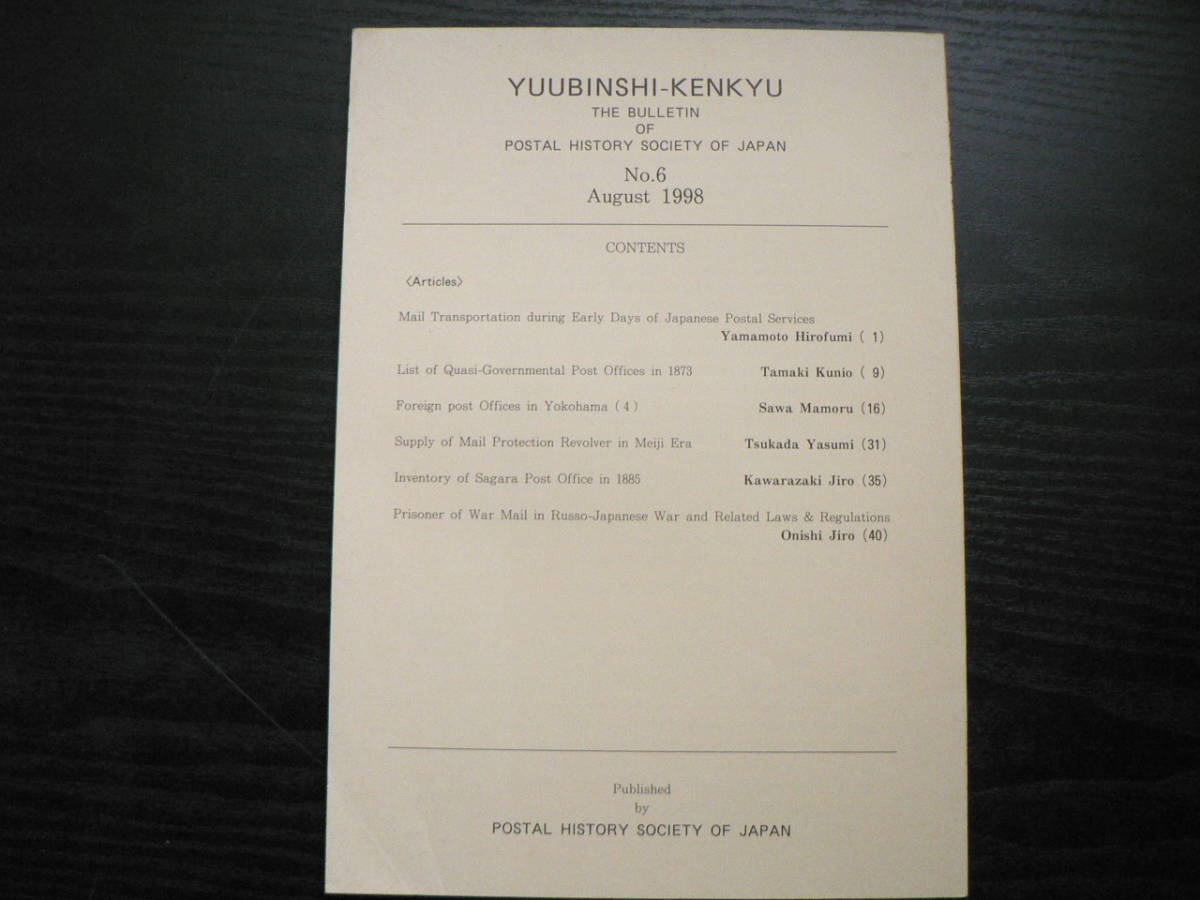 YUUBINSHI-KENKYU
THE BULLETIN
OF
POSTAL HISTORY SOCIETY OF JAPAN
No.6
August 1998
CONTENTS
〈Articles〉
Mail Transportation during Early Days of Japanese Postal Services
Yamamoto Hirofumi ( 1)
List of Quasi-Governmental Post Offices in 1873 Tamaki Kunio ( 9)
Foreign post Offices in Yokohama ( 4 ) Sawa Mamoru (16)
Supply of Mail Protection Revolver in Meiji Era Tsukada Yasumi (31)
Inventory of Sagara Post Office in 1885 Kawarazaki Jiro (35)
Prisoner of War Mail in Russo-Japanese War and Related Laws & Regulations
Onishi Jiro (40)
Published
by
POSTAL HISTORY SOCIETY OF JAPAN